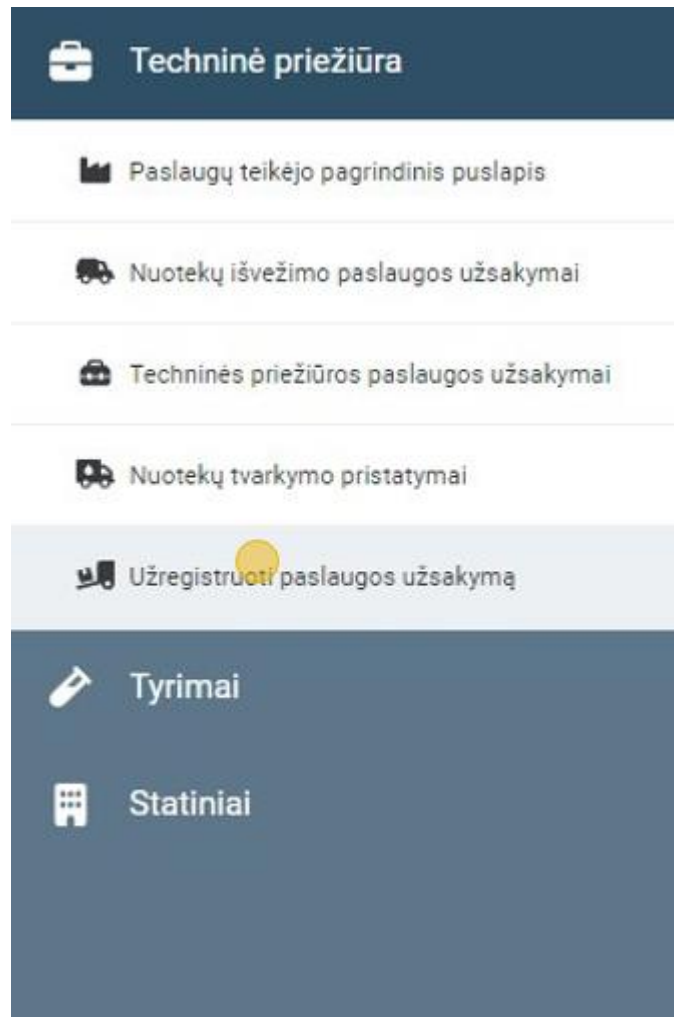 Techninė priežiūra
Paslaugų teikėjo pagrindinis puslapis
Nuotekų išvežimo paslaugos užsakymai
Techninės priežiūros paslaugos užsakymai
Nuotekų tvarkymo pristatymai
Užregistruoti paslaugos užsakymą
Tyrimai
Statiniai